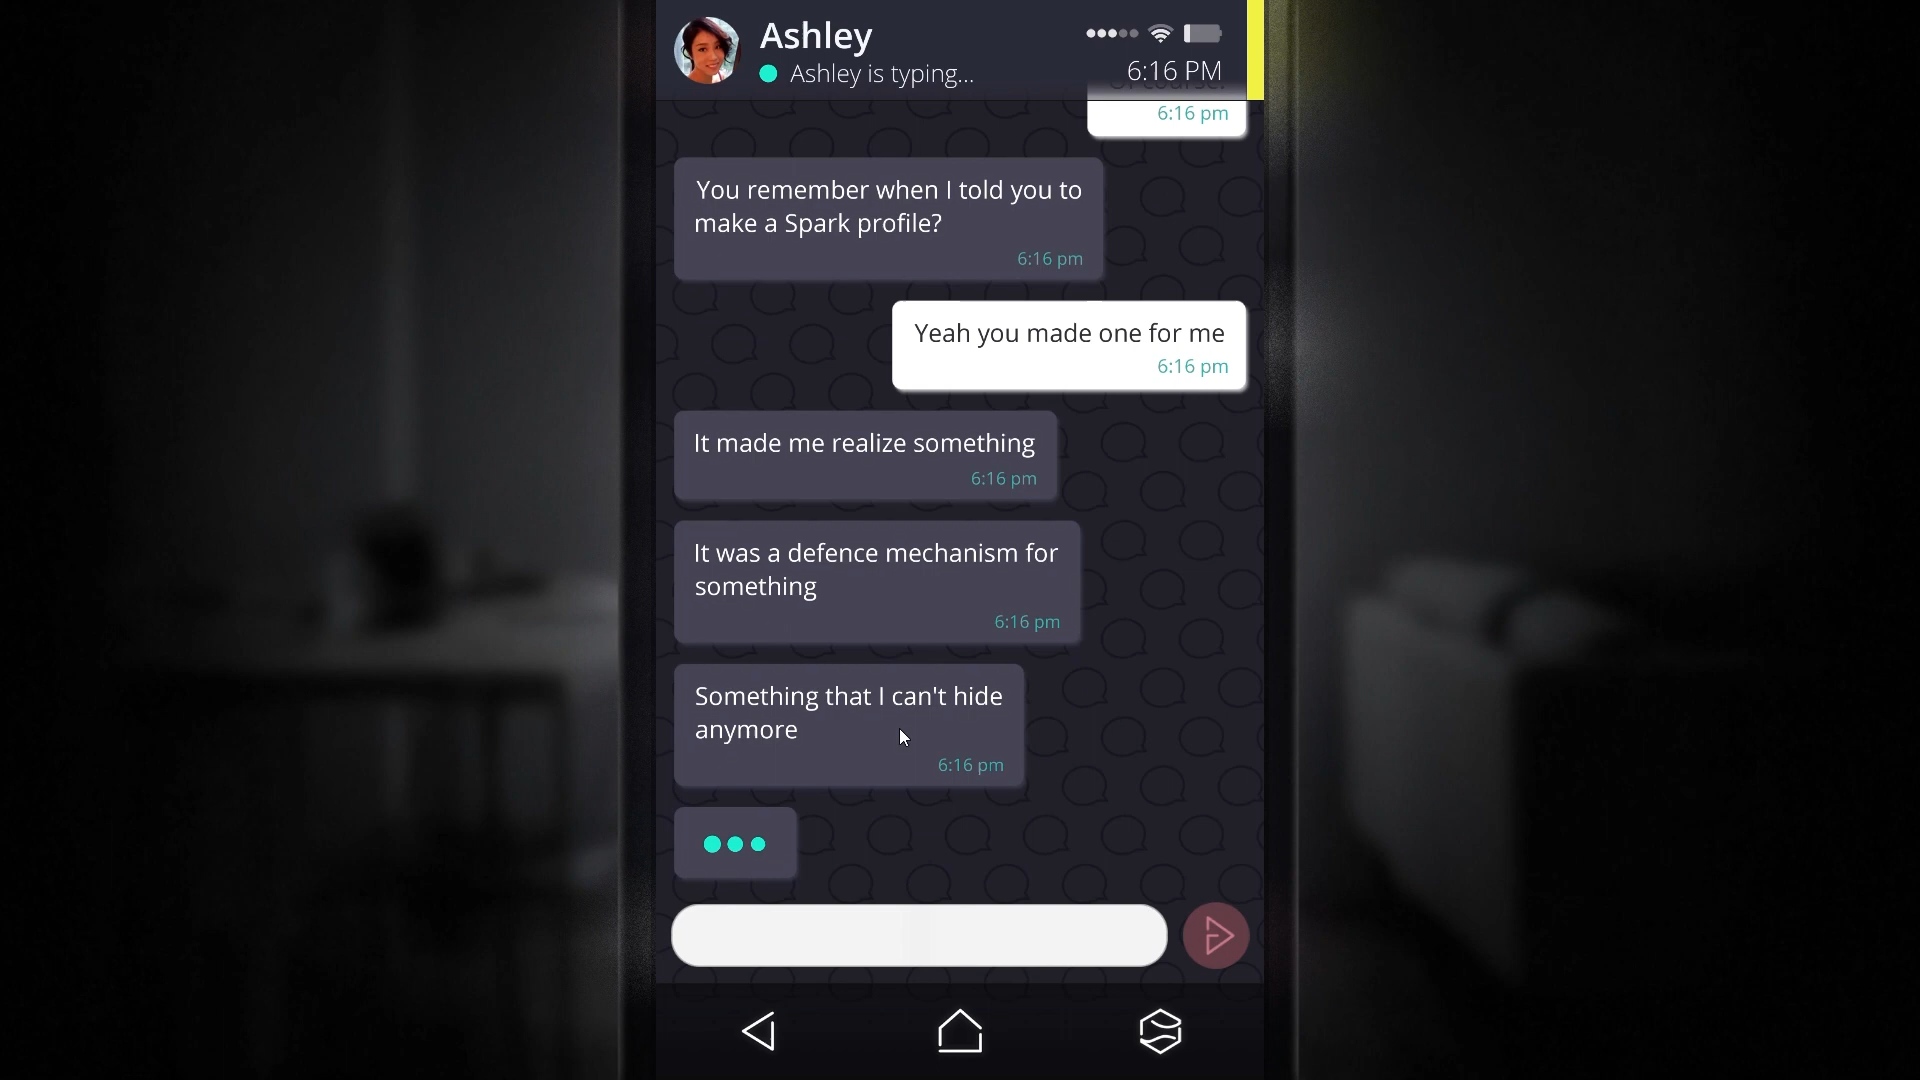 Ashley
Ashley is typing...
6:16 PM
Of course!
6:16 pm
You remember when I told you to
make a Spark profile?
6:16 pm
Yeah you made one for me
6:16 pm
It made me realize something
6:16 pm
It was a defence mechanism for
something
6:16 pm
Something that I can't hide
anymore
6:16 pm